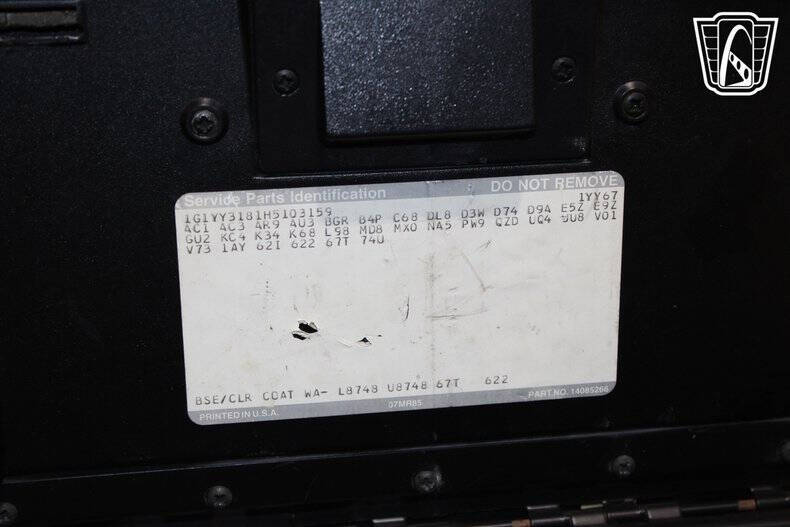 Service Parts Identification DO NOT REMOVE
1G1YY3181H5103159 1YY67
AC1 AC3 AR9 AU3 BGR B4P C68 DL8 D3W D74 D9A E5Z E9Z
GU2 KC4 K34 K68 L98 MD8 MX0 NA5 PW9 QZD UQ4 UU8 V01
V73 1AY 62I 622 67T 74U
BSE/CLR COAT WA- L8748 U8748 67T 622
PRINTED IN U.S.A. 07MR85 PART NO. 14085266